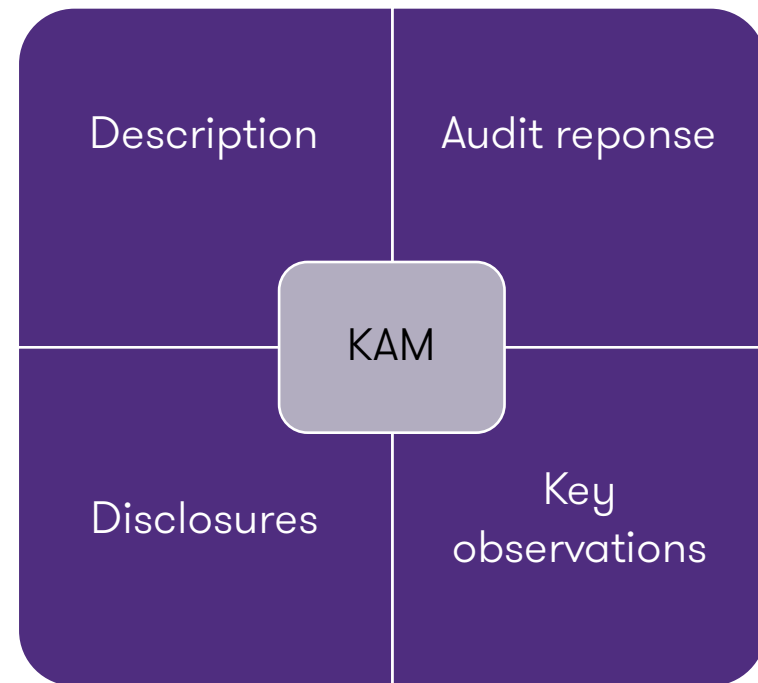 Description
Audit reponse
KAM
Disclosures
Key
observations